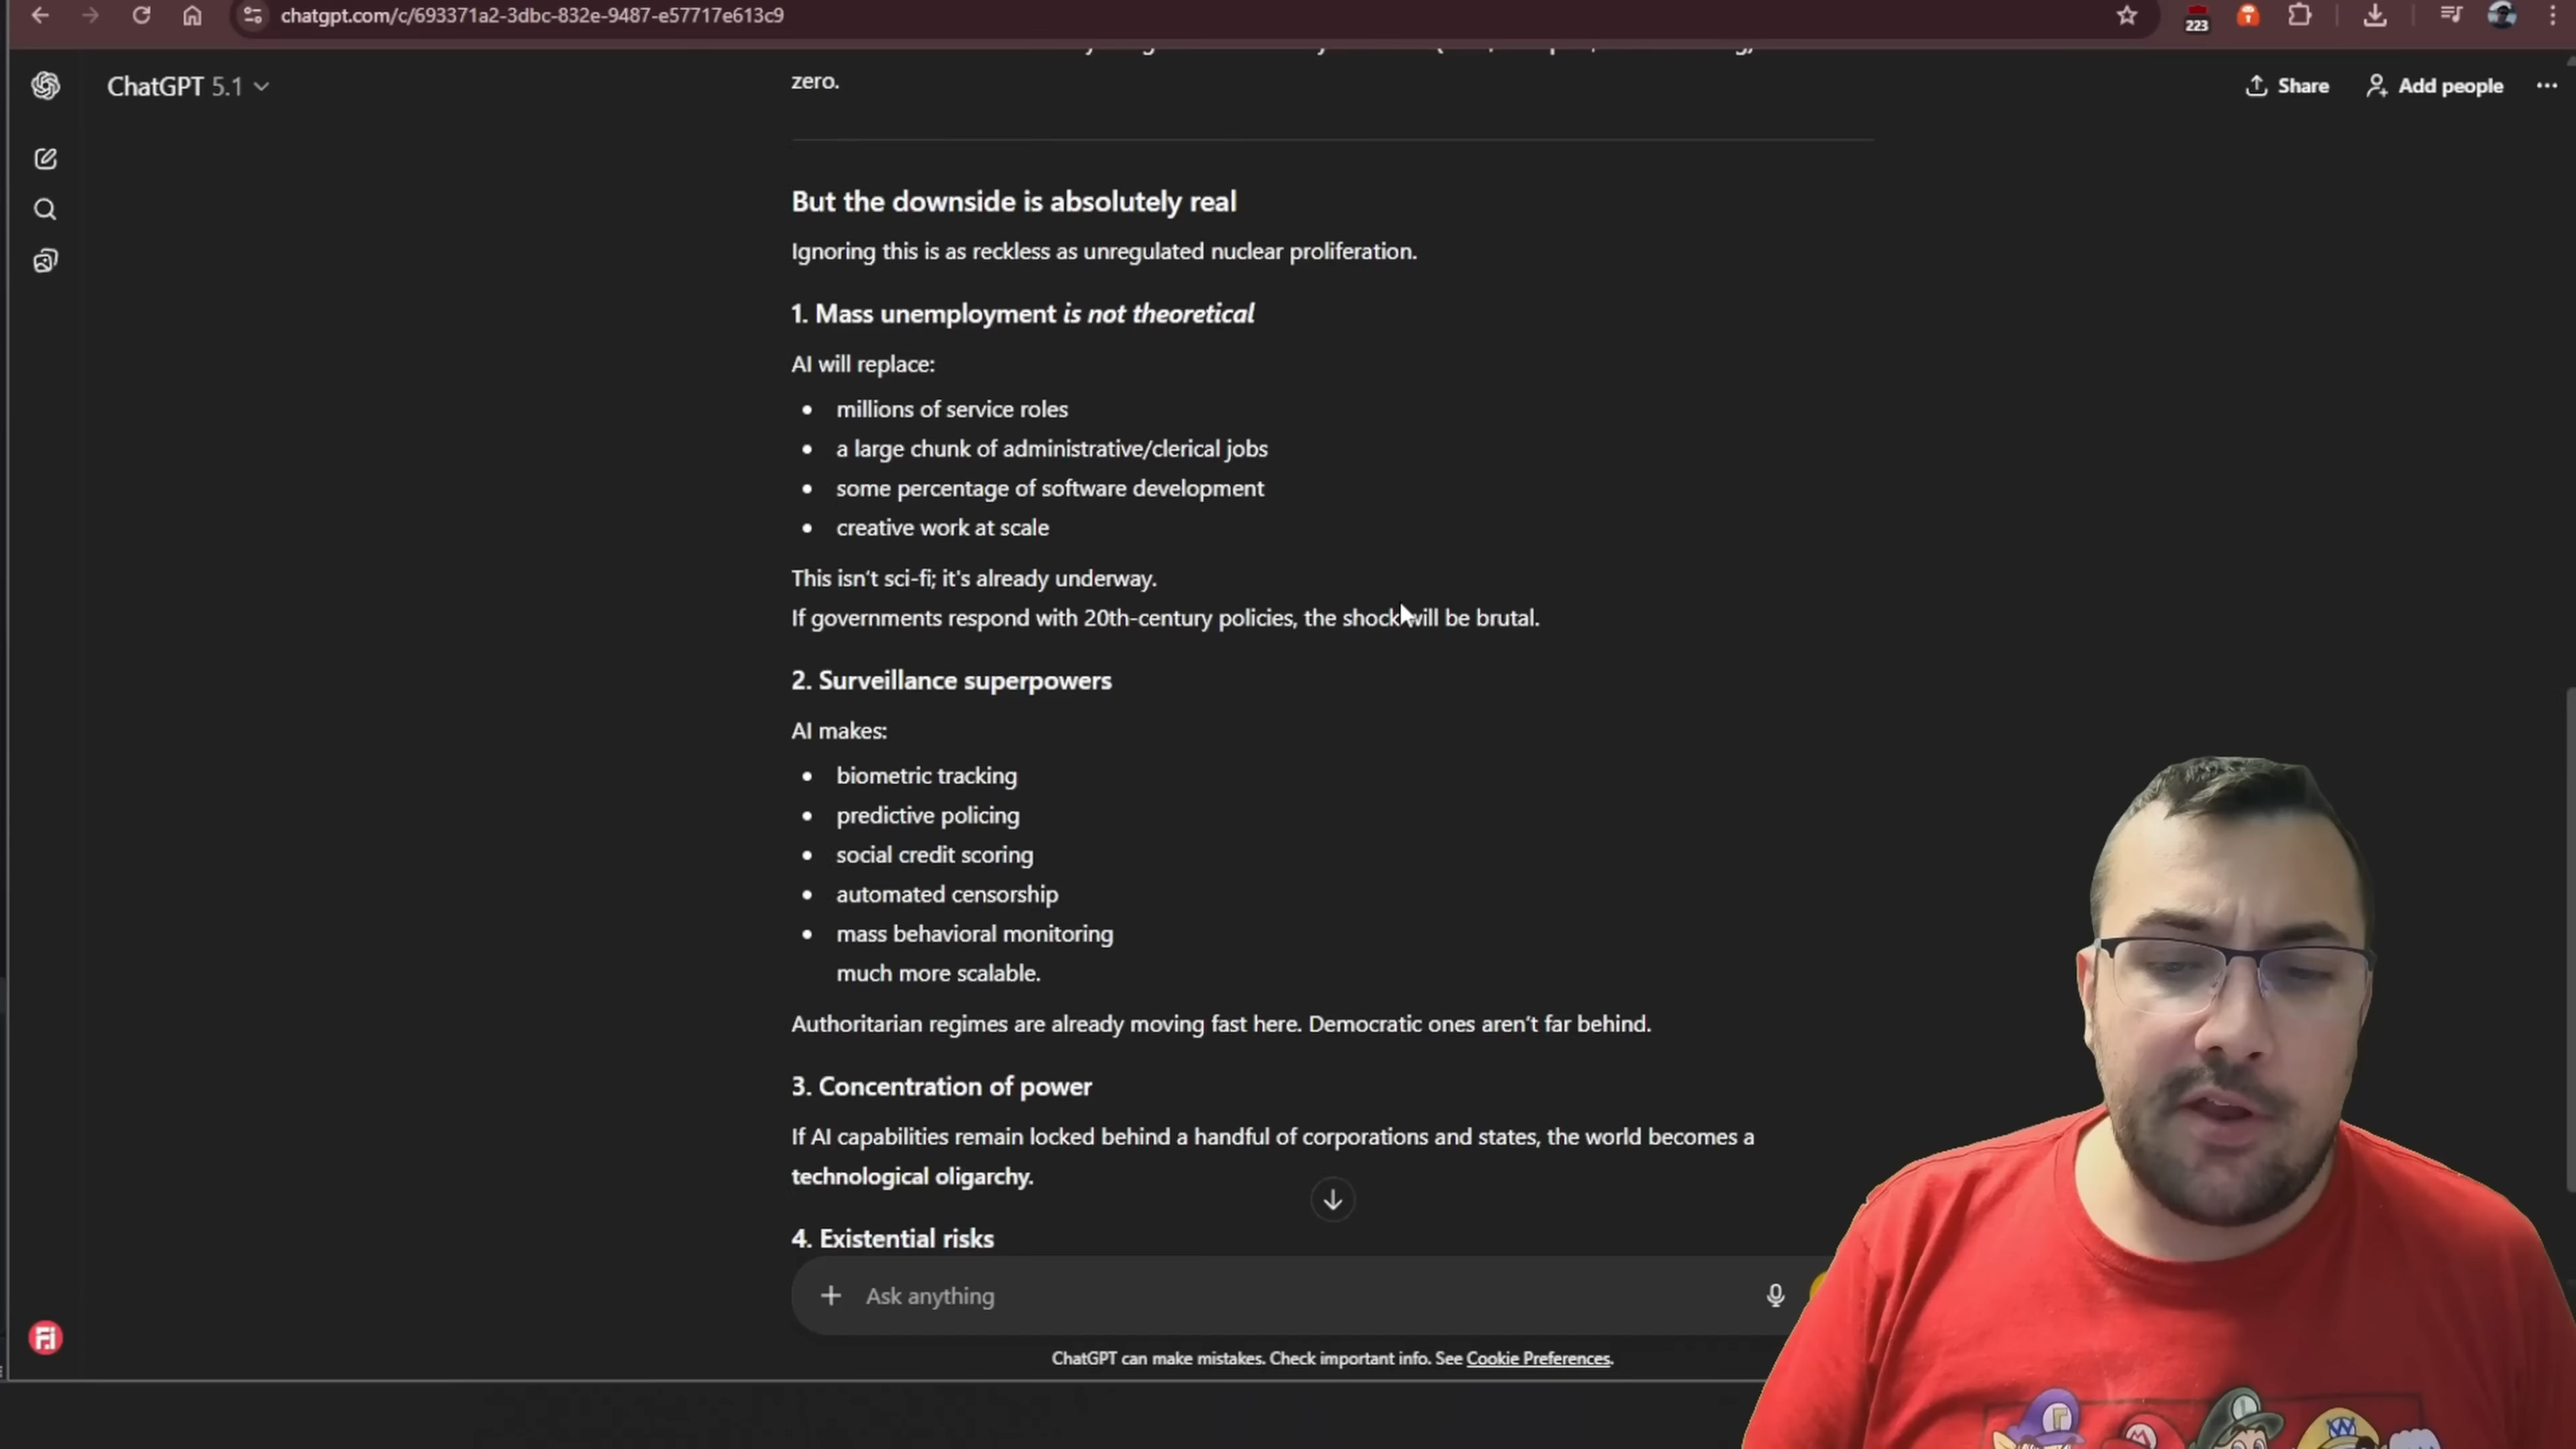 chatgpt.com/c/693371a2-3dbc-832e-9487-e57717e613c9
223
ChatGPT 5.1
Share
Add people
zero.
But the downside is absolutely real
Ignoring this is as reckless as unregulated nuclear proliferation.
1. Mass unemployment is not theoretical
AI will replace:
• millions of service roles
• a large chunk of administrative/clerical jobs
• some percentage of software development
• creative work at scale
This isn't sci-fi; it's already underway.
If governments respond with 20th-century policies, the shock will be brutal.
2. Surveillance superpowers
AI makes:
• biometric tracking
• predictive policing
• social credit scoring
• automated censorship
• mass behavioral monitoring
much more scalable.
Authoritarian regimes are already moving fast here. Democratic ones aren't far behind.
3. Concentration of power
If AI capabilities remain locked behind a handful of corporations and states, the world becomes a
technological oligarchy.
4. Existential risks
Ask anything
ChatGPT can make mistakes. Check important info. See Cookie Preferences.